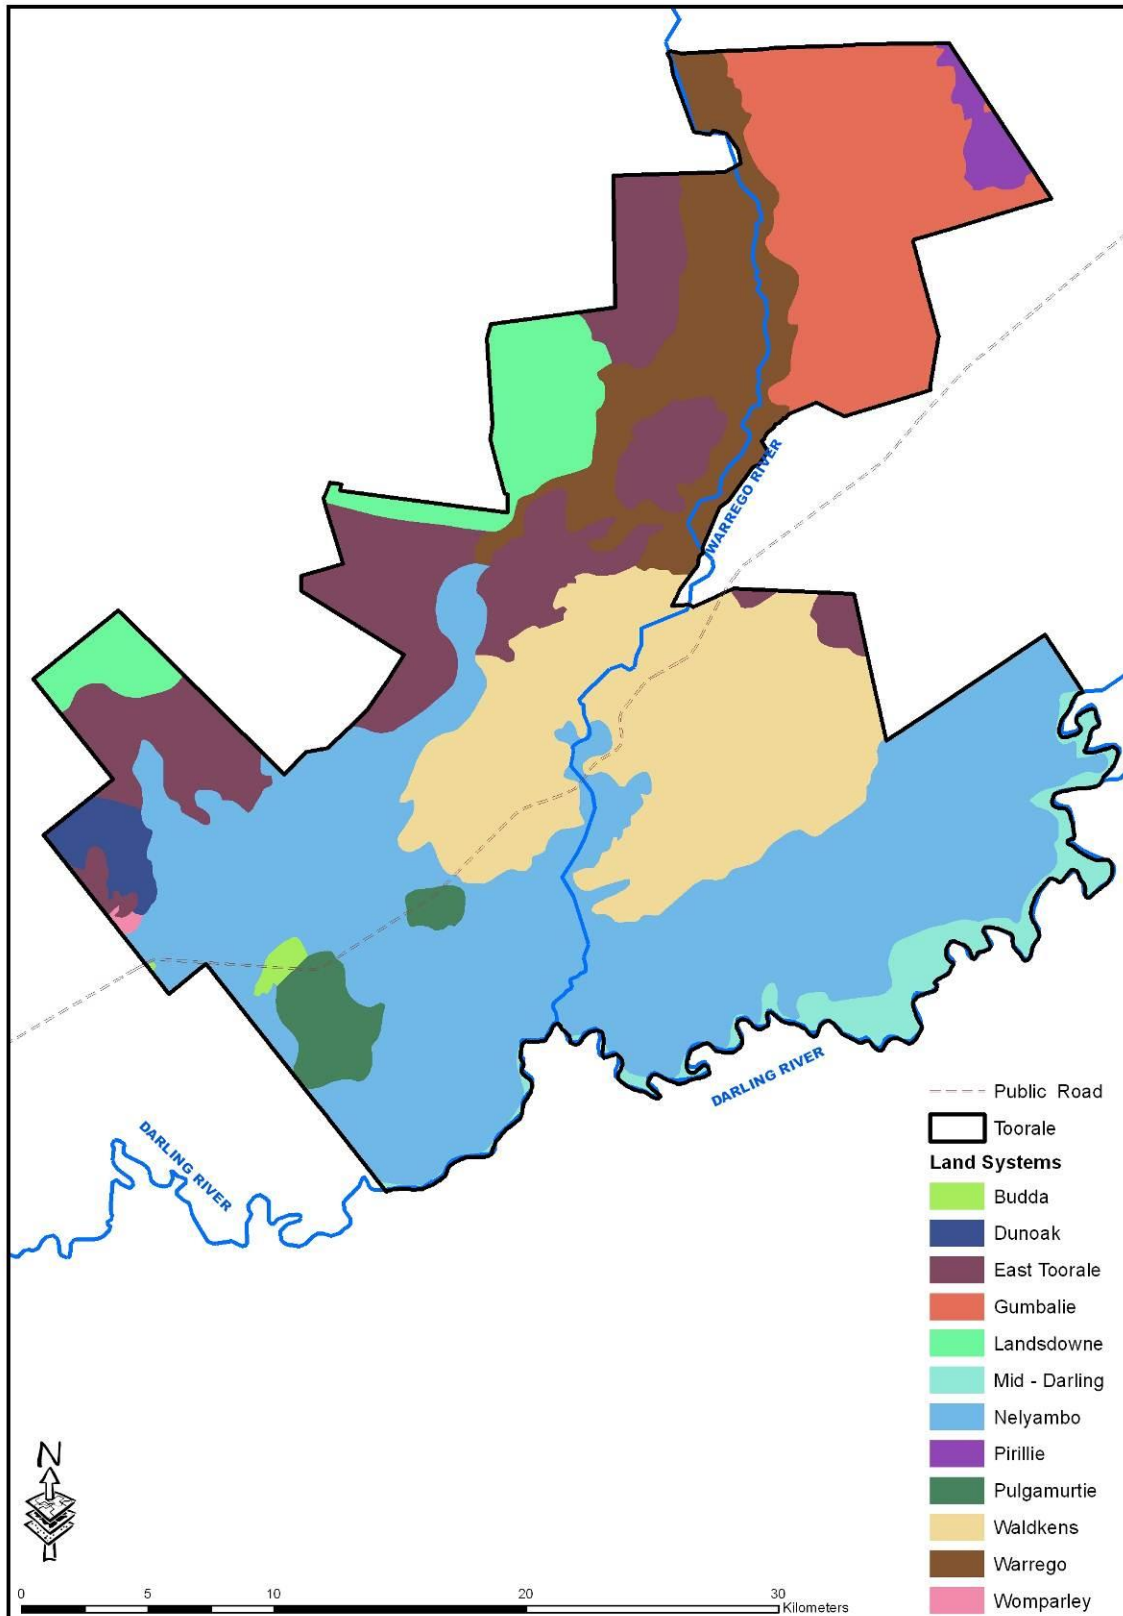 WARREGO RIVER
DARLING RIVER
DARLING RIVER
Public Road
Toorale
Land Systems
Budda
Dunoak
East Toorale
Gumbalie
Landsdowne
Mid - Darling
Nelyambo
Pirillie
Pulgamurtie
Waldkens
Warrego
Womparley
N
0 5 10 20 30
Kilometers